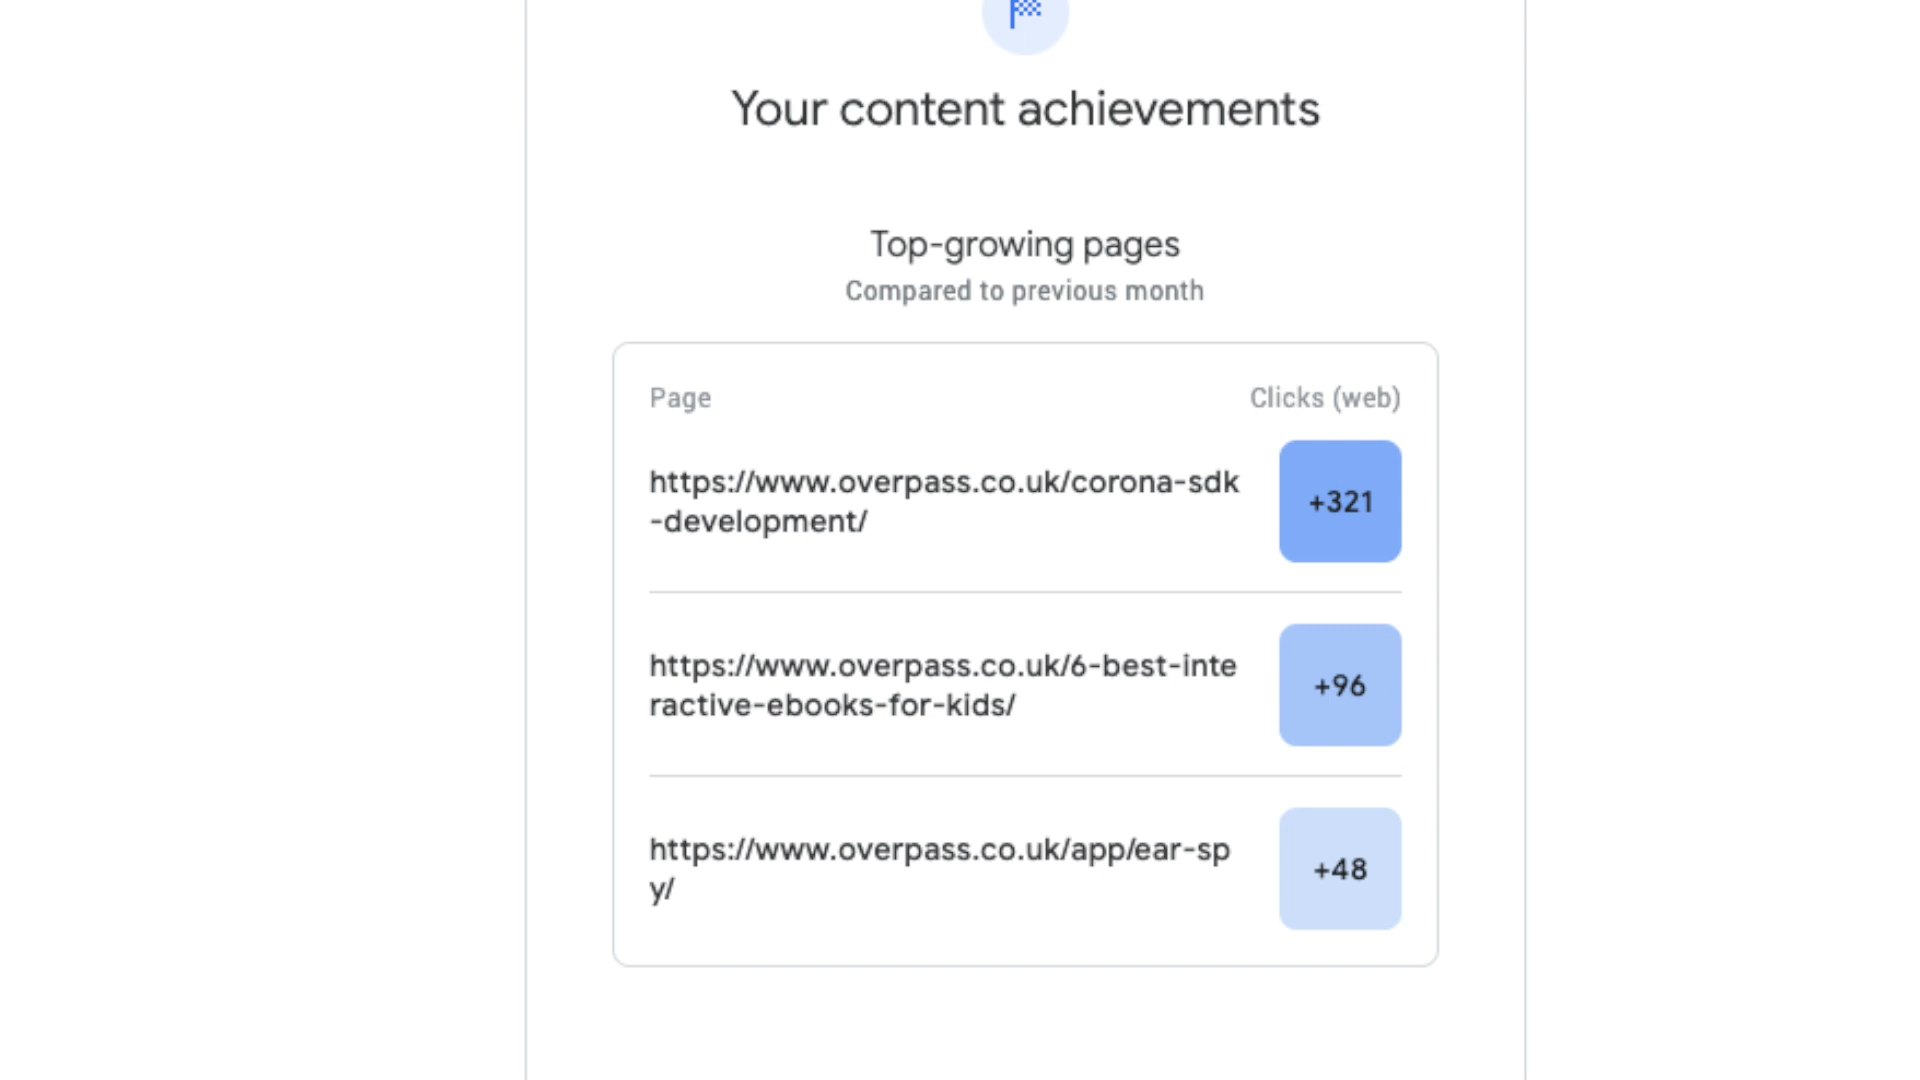 Your content achievements
Top-growing pages
Compared to previous month
Page Clicks (web)
https://www.overpass.co.uk/corona-sdk
-development/
+321
https://www.overpass.co.uk/6-best-inte
ractive-ebooks-for-kids/
+96
https://www.overpass.co.uk/app/ear-sp
y/
+48